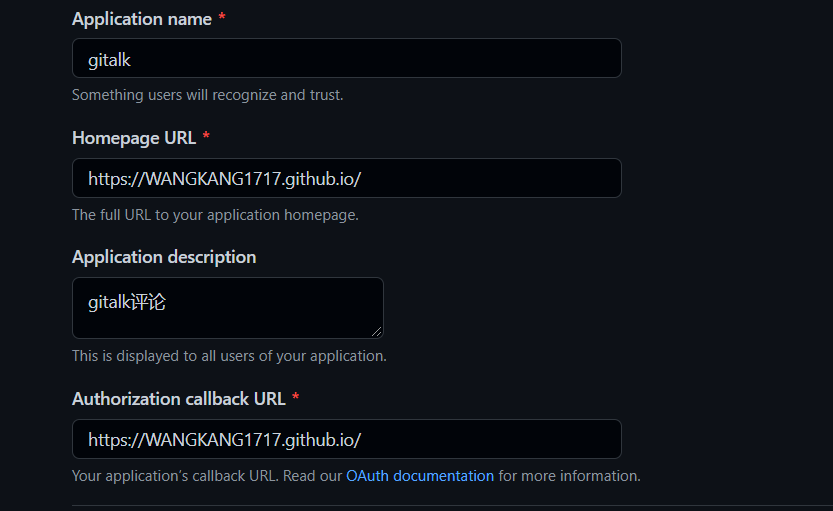 Application name *
gitalk
Something users will recognize and trust.
Homepage URL *
https://WANGKANG1717.github.io/
The full URL to your application homepage.
Application description
gitalk评论
This is displayed to all users of your application.
Authorization callback URL *
https://WANGKANG1717.github.io/
Your application's callback URL. Read our OAuth documentation for more information.